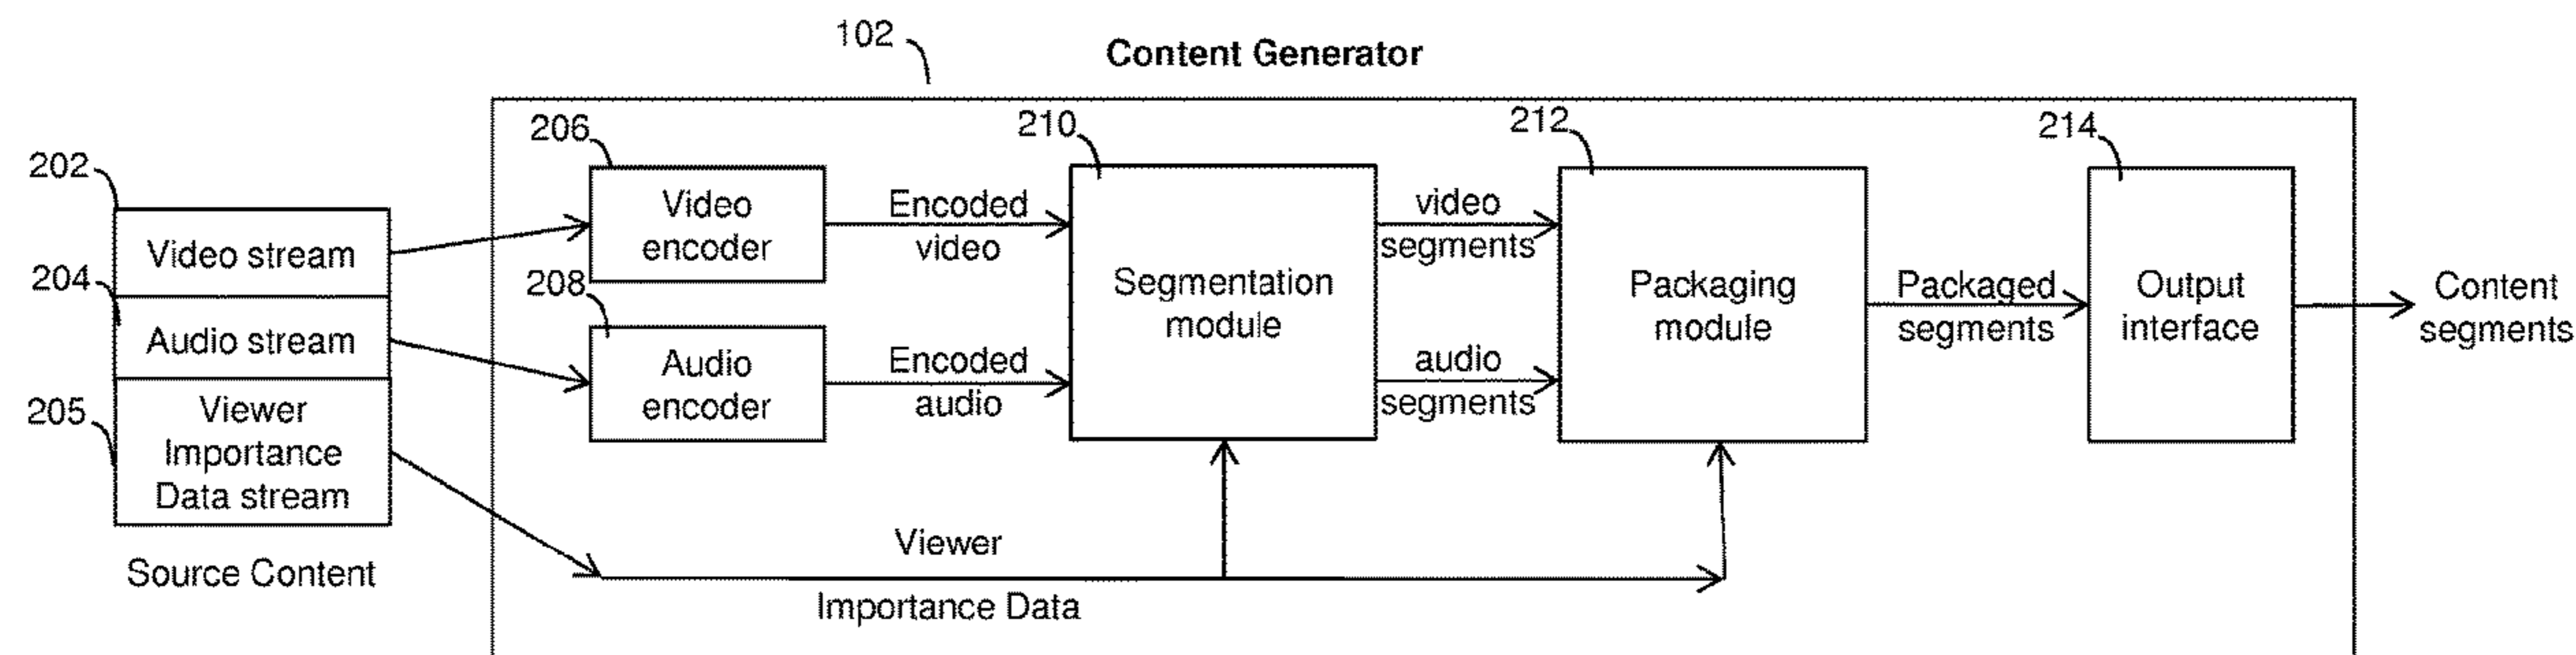 102
Content Generator
202
Video stream
204
Audio stream
205
Viewer
Importance
Data stream
Source Content
206
Video
encoder
208
Audio
encoder
Encoded
video
Encoded
audio
210
Segmentation
module
video
segments
audio
segments
212
Packaging
module
Packaged
segments
214
Output
interface
Content
segments
Viewer
Importance Data